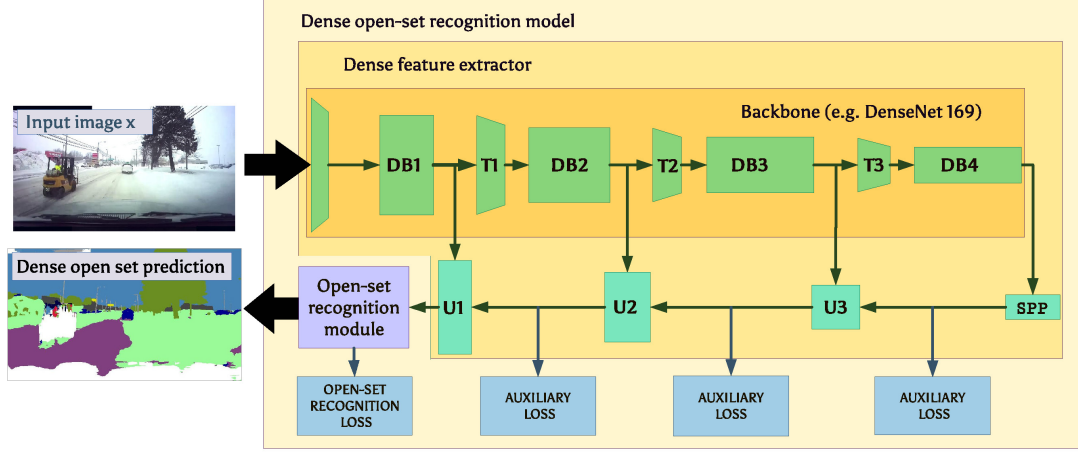 Dense open-set recognition model
Dense feature extractor
Backbone (e.g. DenseNet 169)
Input image x
DB1
T1
DB2
T2
DB3
T3
DB4
Dense open set prediction
Open-set
recognition
module
U1
U2
U3
SPP
OPEN-SET
RECOGNITION
LOSS
AUXILIARY
LOSS
AUXILIARY
LOSS
AUXILIARY
LOSS